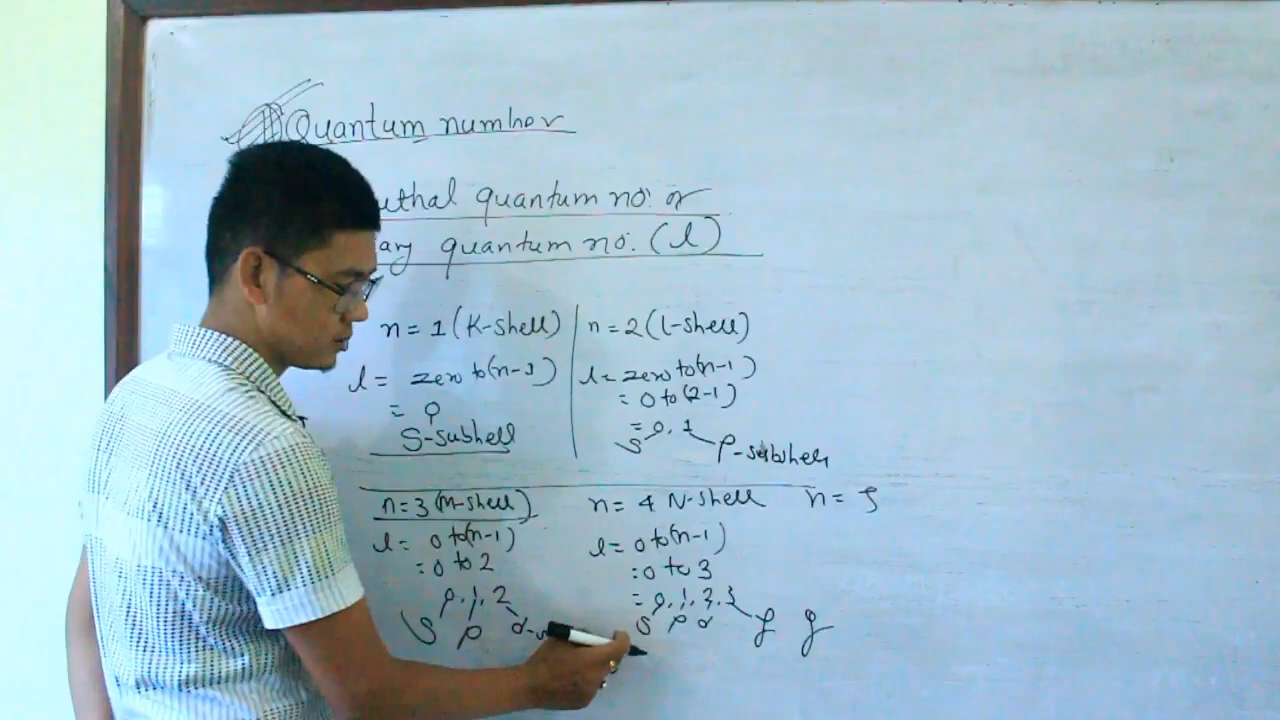 Quantum number
uthal quantum no. or
ary quantum no. (l)
n = 1 (K-shell)
l = zero to (n-1)
= 0
S-subshell
n = 2 (L-shell)
l = zero to (n-1)
= 0 to (2-1)
= 0, 1
S P-subshell
n=3 (M-shell)
l = 0 to (n-1)
= 0 to 2
0, 1, 2
S P d-s
n = 4 N-shell
l = 0 to (n-1)
= 0 to 3
= 0, 1, 2, 3
S P d f g
n = 5